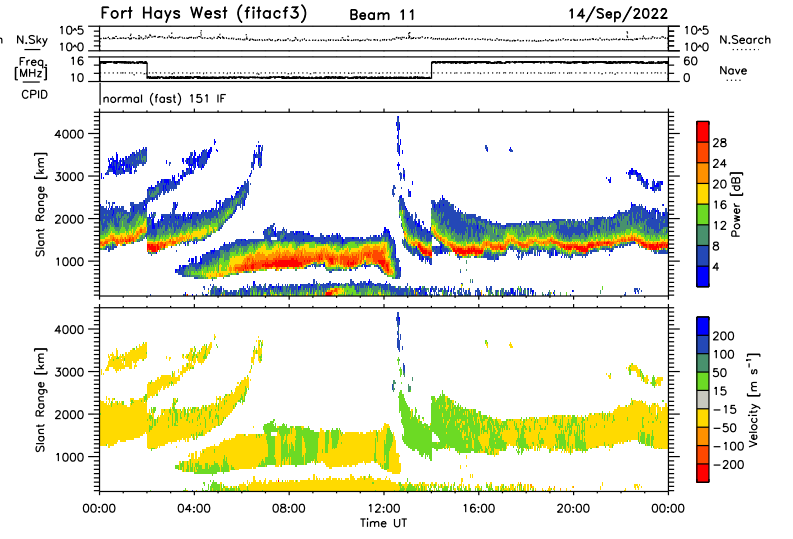 Fort Hays West (fitacf3) Beam 11 14/Sep/2022
N.Sky 10^5 10^0 10^5 10^0 N.Search
Freq. [MHz] 16 10 60 0 Nave
CPID normal (fast) 151 IF
Slant Range [km]
4000
3000
2000
1000
28
24
20
16
12
8
4
Power [dB]
Slant Range [km]
4000
3000
2000
1000
200
100
50
15
-15
-50
-100
-200
Velocity [m s⁻¹]
00:00 04:00 08:00 12:00 16:00 20:00 00:00
Time UT